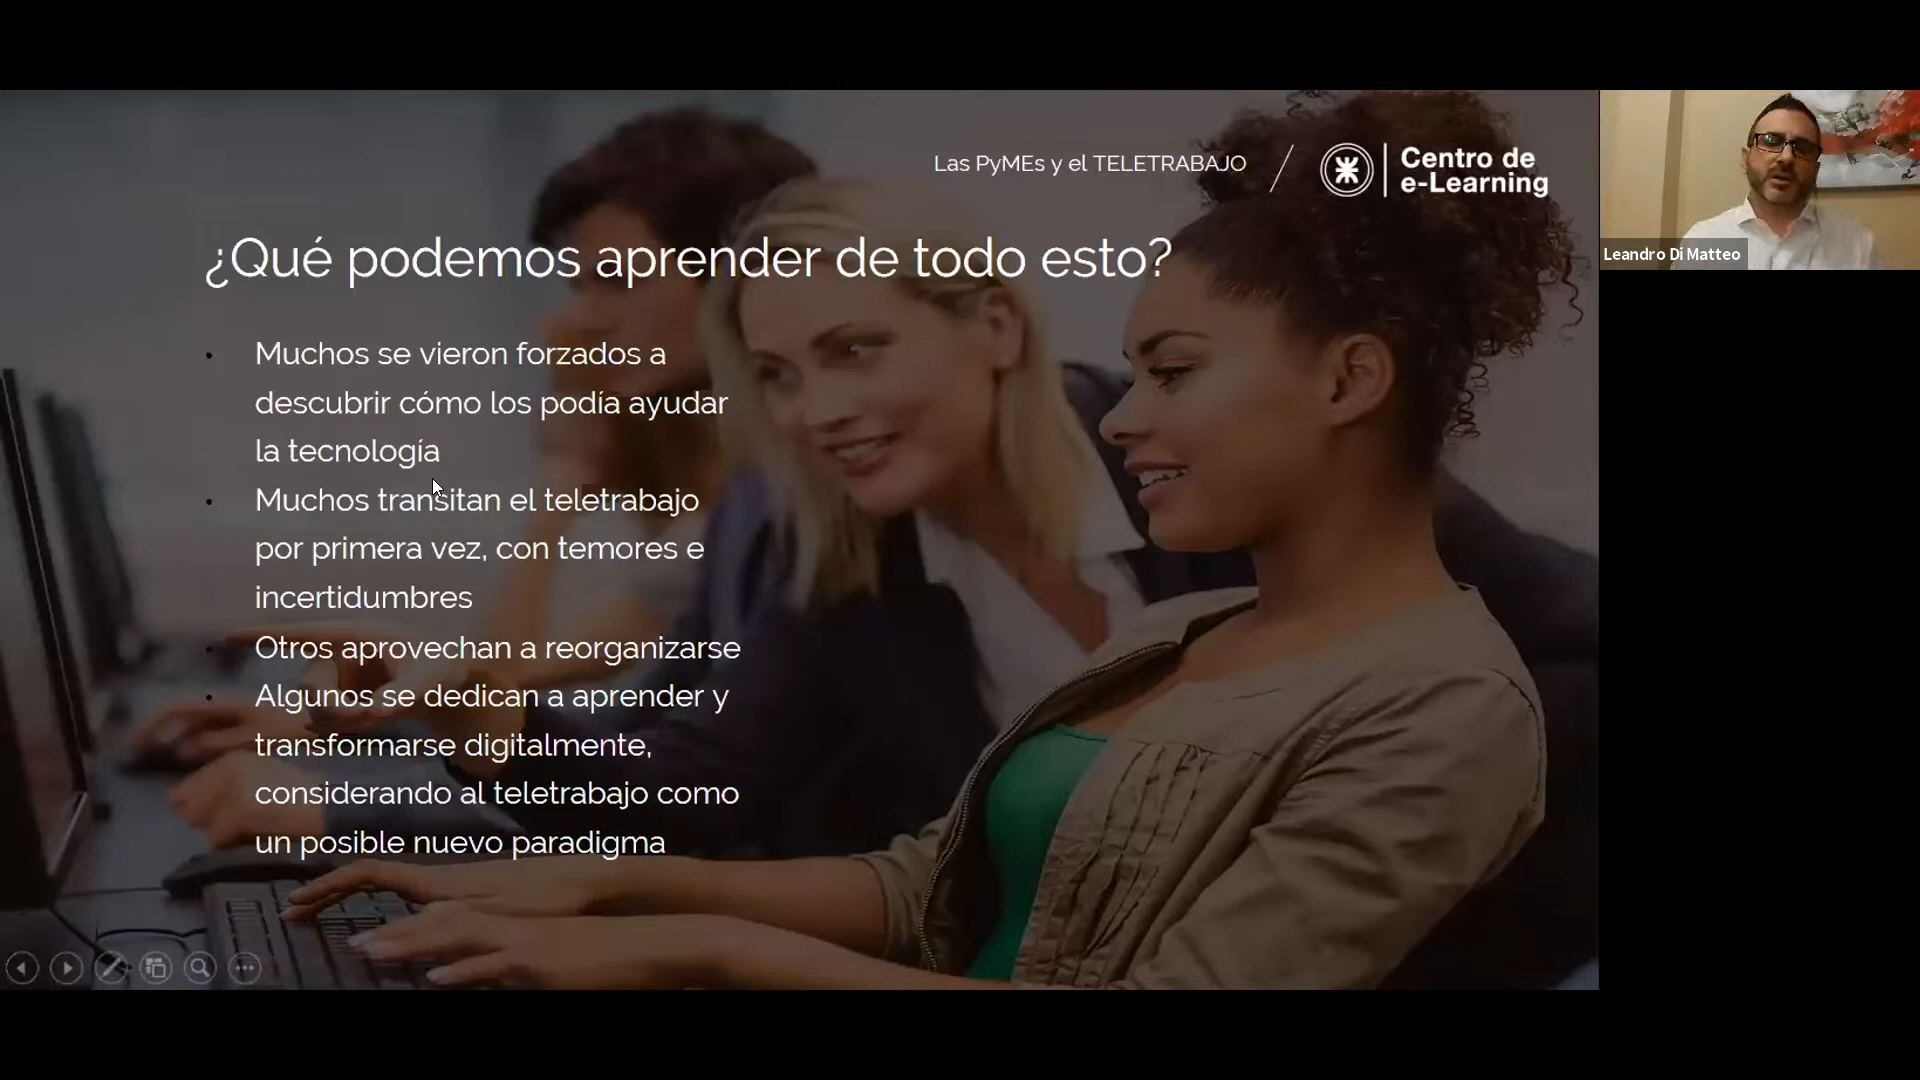 Las PyMEs y el TELETRABAJO
Centro de
e-Learning
¿Qué podemos aprender de todo esto?
Leandro Di Matteo
• Muchos se vieron forzados a
descubrir cómo los podía ayudar
la tecnología
• Muchos transitan el teletrabajo
por primera vez, con temores e
incertidumbres
• Otros aprovechan a reorganizarse
• Algunos se dedican a aprender y
transformarse digitalmente,
considerando al teletrabajo como
un posible nuevo paradigma